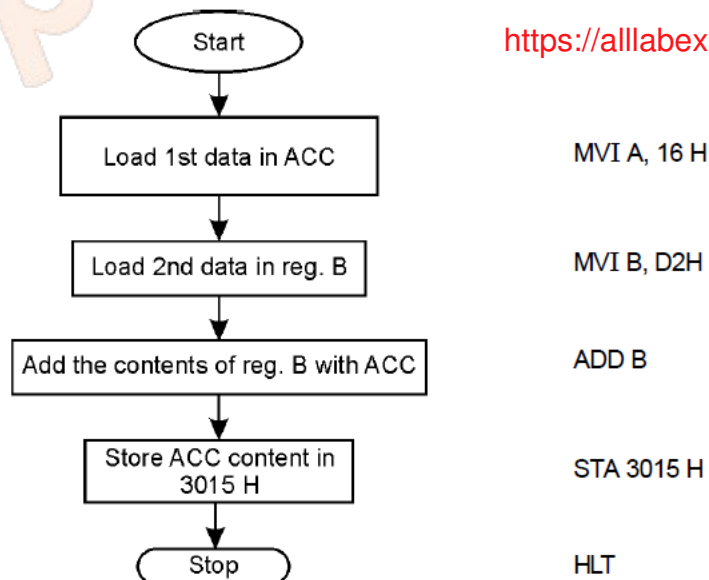 Start
https://alllabex
Load 1st data in ACC
MVI A, 16 H
Load 2nd data in reg. B
MVI B, D2H
Add the contents of reg. B with ACC
ADD B
Store ACC content in
3015 H
STA 3015 H
Stop
HLT